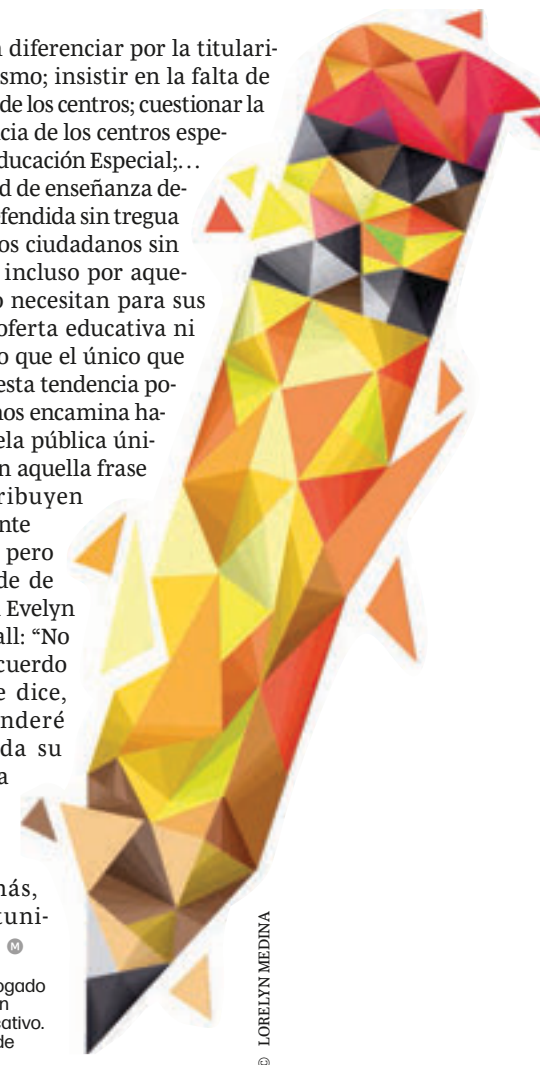 diferenciar por la titulari-
smo; insistir en la falta de
de los centros; cuestionar la
cia de los centros espe-
ducación Especial;…
d de enseñanza de-
fendida sin tregua
os ciudadanos sin
incluso por aque-
o necesitan para sus
oferta educativa ni
o que el único que
esta tendencia po-
nos encamina ha-
ela pública úni-
n aquella frase
ribuyen
nte
pero
de de
Evelyn
all: “No
cuerdo
e dice,
nderé
da su
a
más,
tuni-
M
ogado
n
cativo.
de
© LORELYN MEDINA